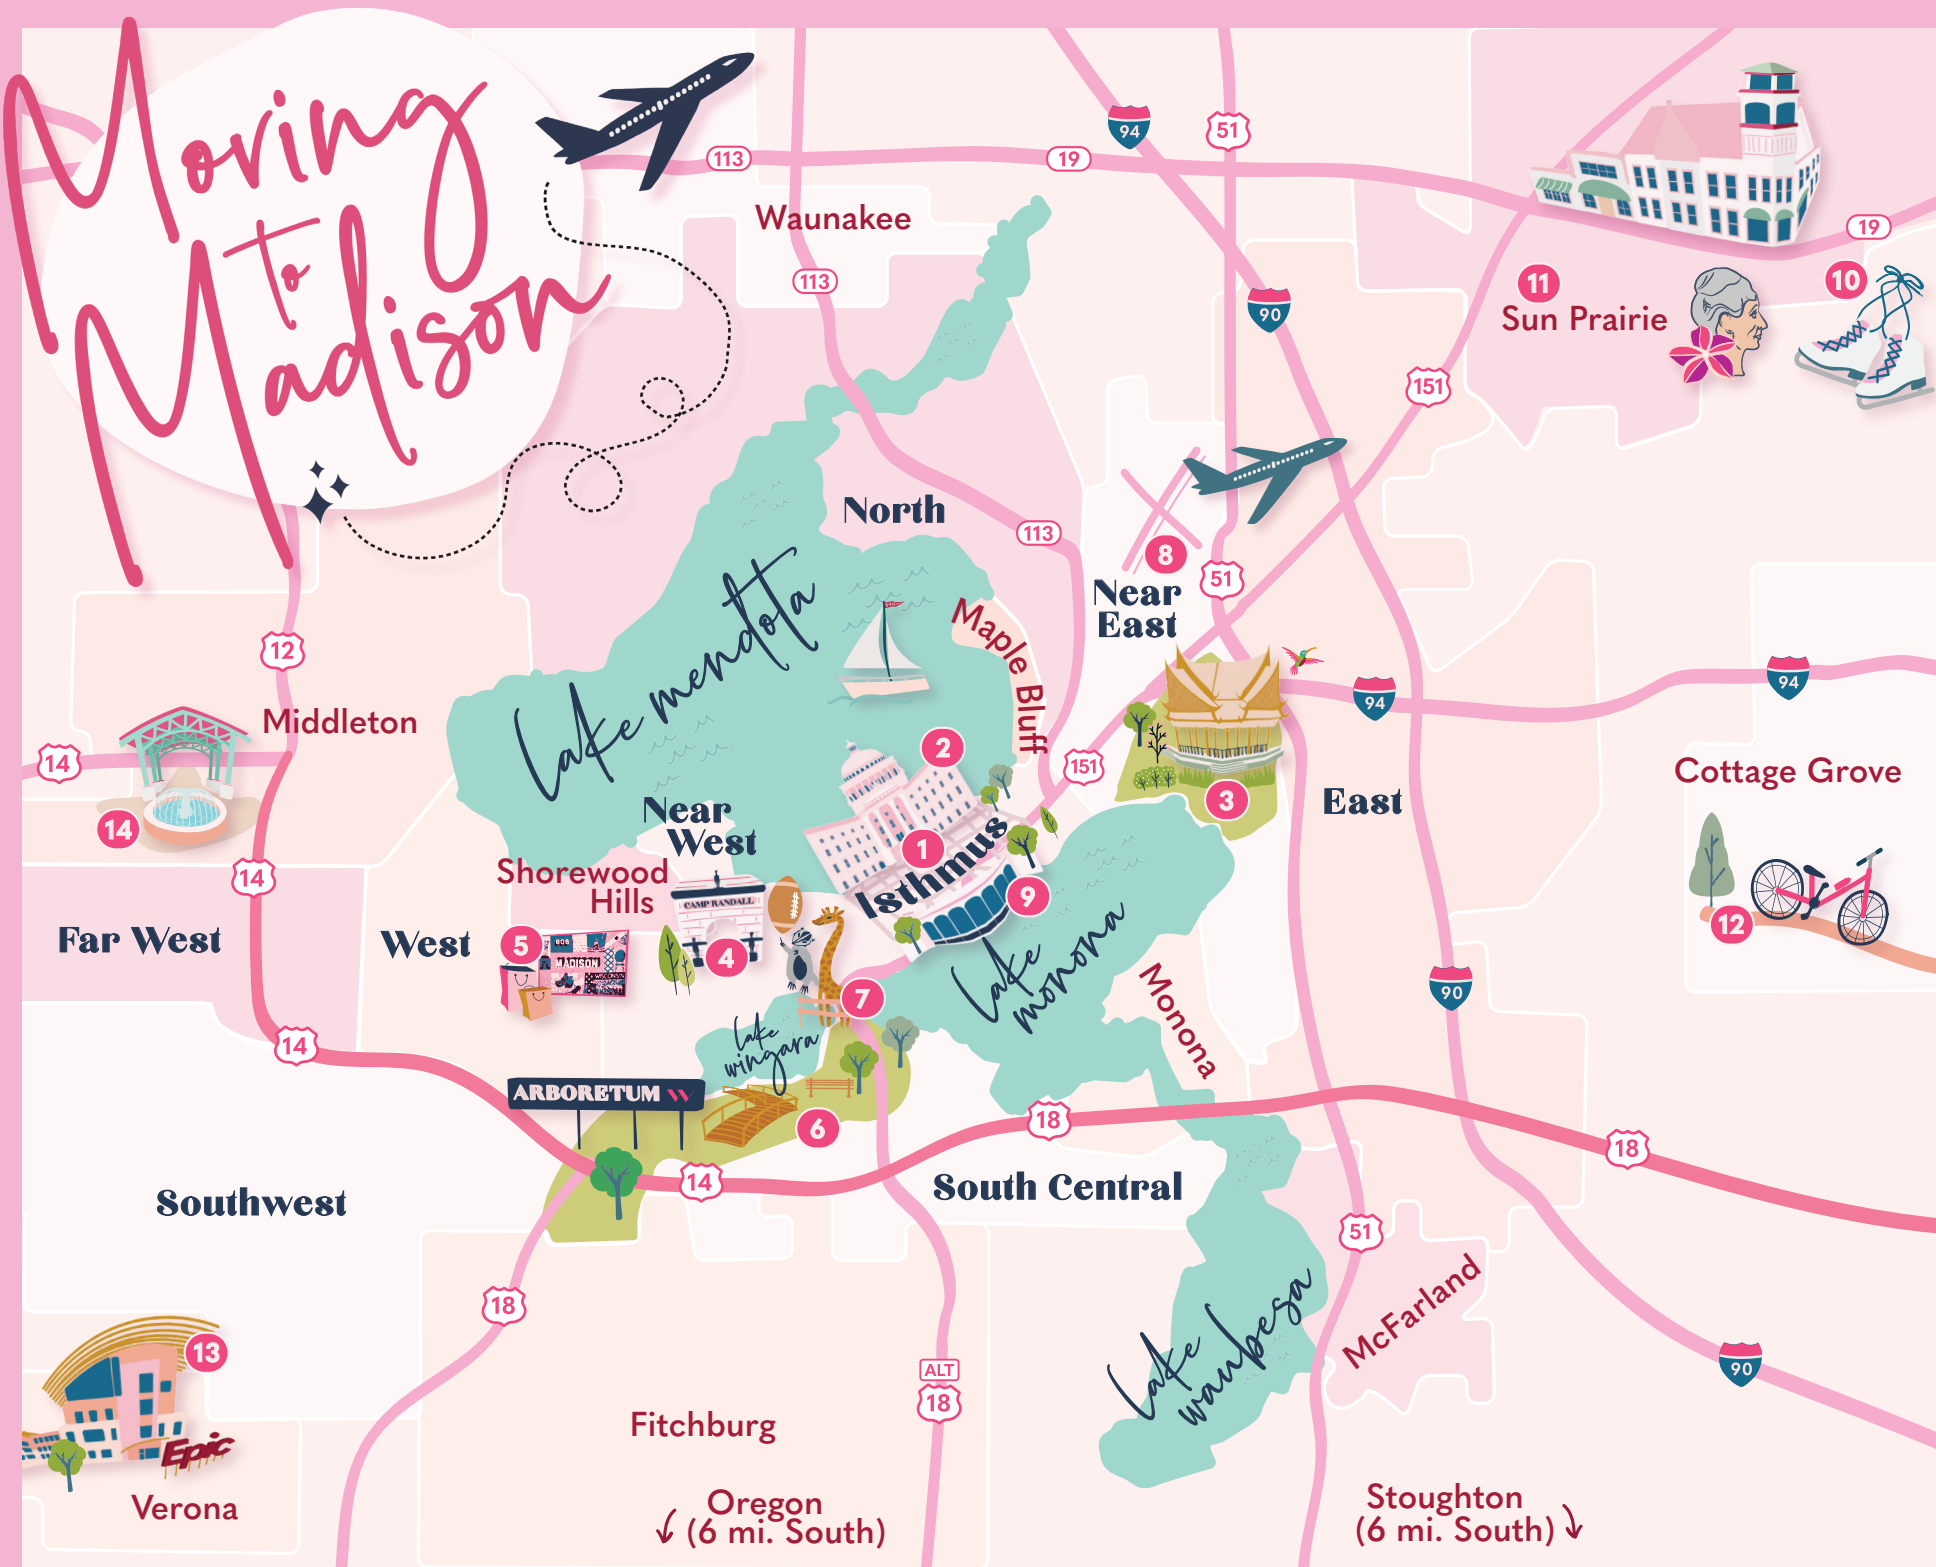 Moving
to
Madison
94
51
113
19
Waunakee
19
113
90
11
10
Sun Prairie
151
North
113
8
51
Near
East
lake mendota
Maple Bluff
12
Middleton
14
94
94
2
151
3
East
Cottage Grove
14
Near
West
1
Isthmus
9
Shorewood
Hills
CAMP RANDALL
14
12
Far West
West
5
MADISON
4
7
lake
monona
Monona
90
14
lake
wingara
ARBORETUM W
6
18
18
14
South Central
Southwest
51
18
McFarland
lake
waubesa
13
Epic
Verona
ALT
18
90
Fitchburg
Oregon
(6 mi. South)
Stoughton
(6 mi. South)